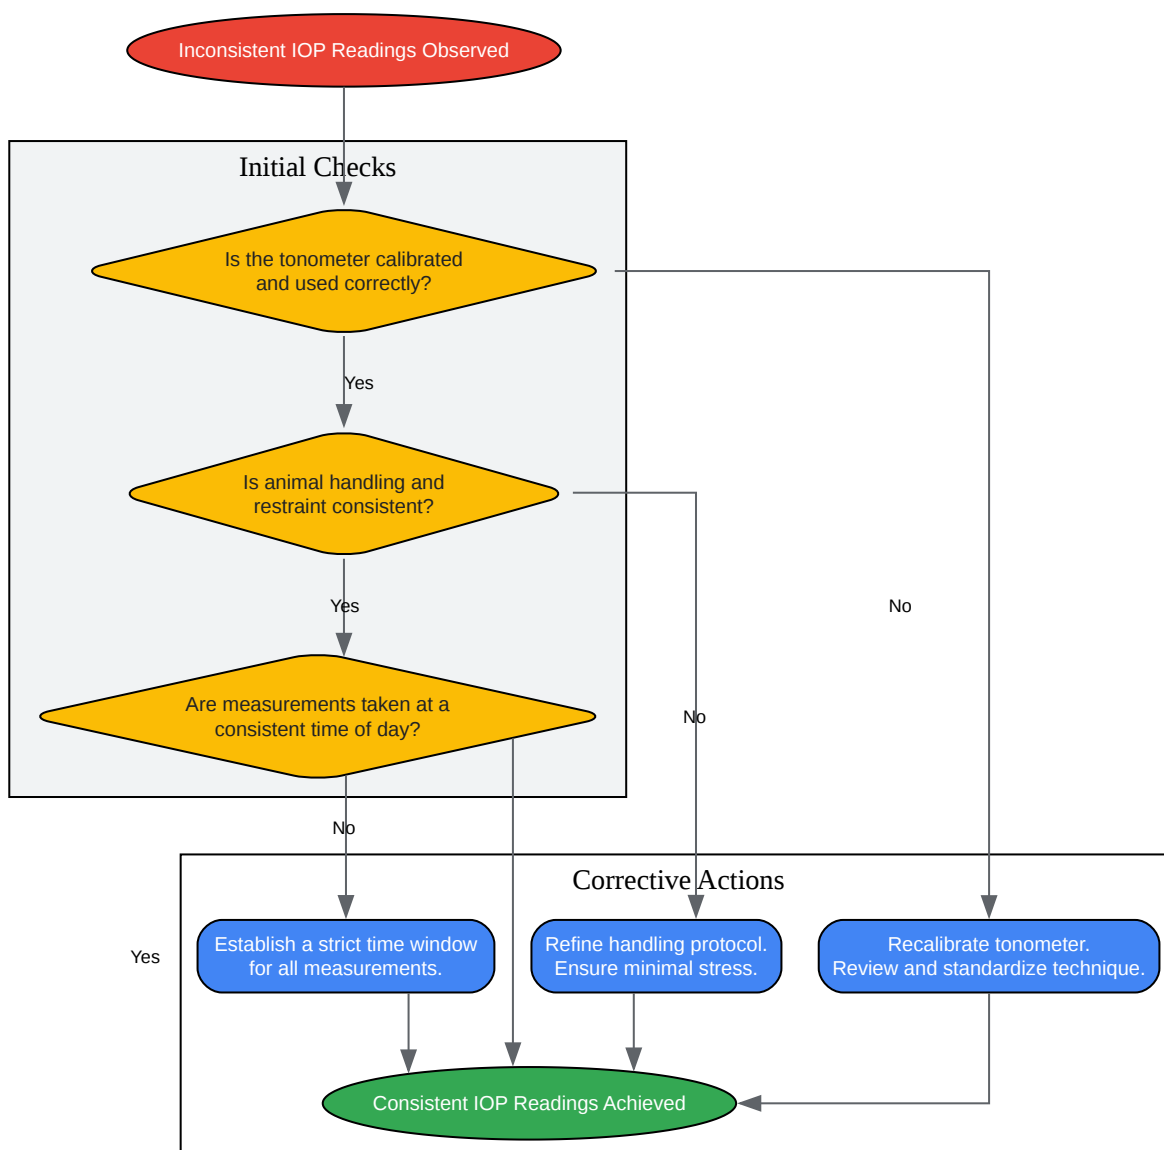 Inconsistent IOP Readings Observed
Initial Checks
Is the tonometer calibrated
and used correctly?
Yes
Is animal handling and
restraint consistent?
Yes
No
Are measurements taken at a
consistent time of day?
No
No
Corrective Actions
Establish a strict time window
for all measurements.
Refine handling protocol.
Ensure minimal stress.
Recalibrate tonometer.
Review and standardize technique.
Yes
Consistent IOP Readings Achieved